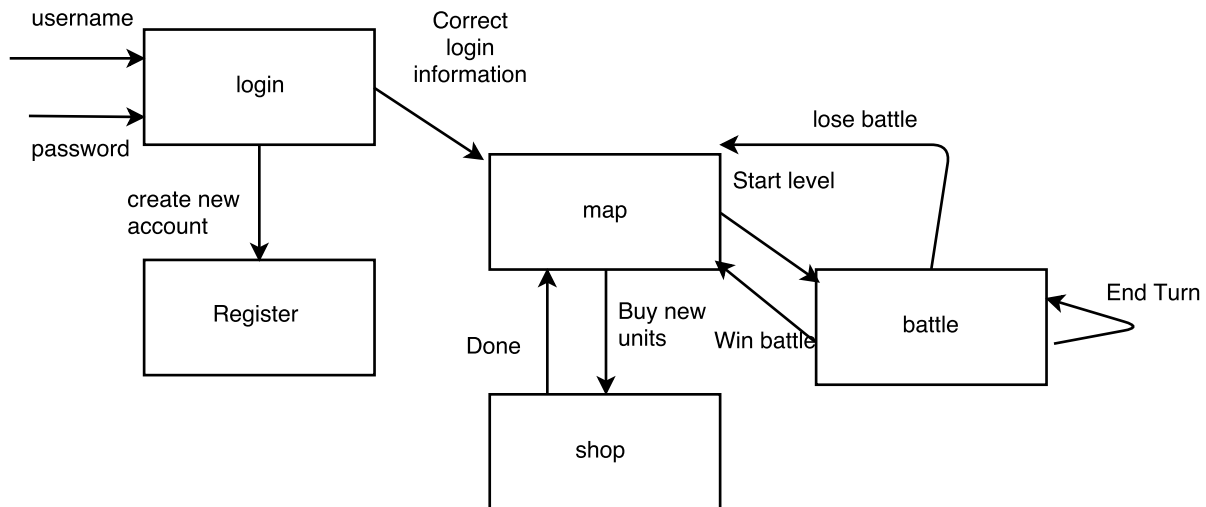 username
login
password
Correct
login
information
create new
account
Register
map
lose battle
Start level
battle
End Turn
Win battle
Buy new
units
Done
shop